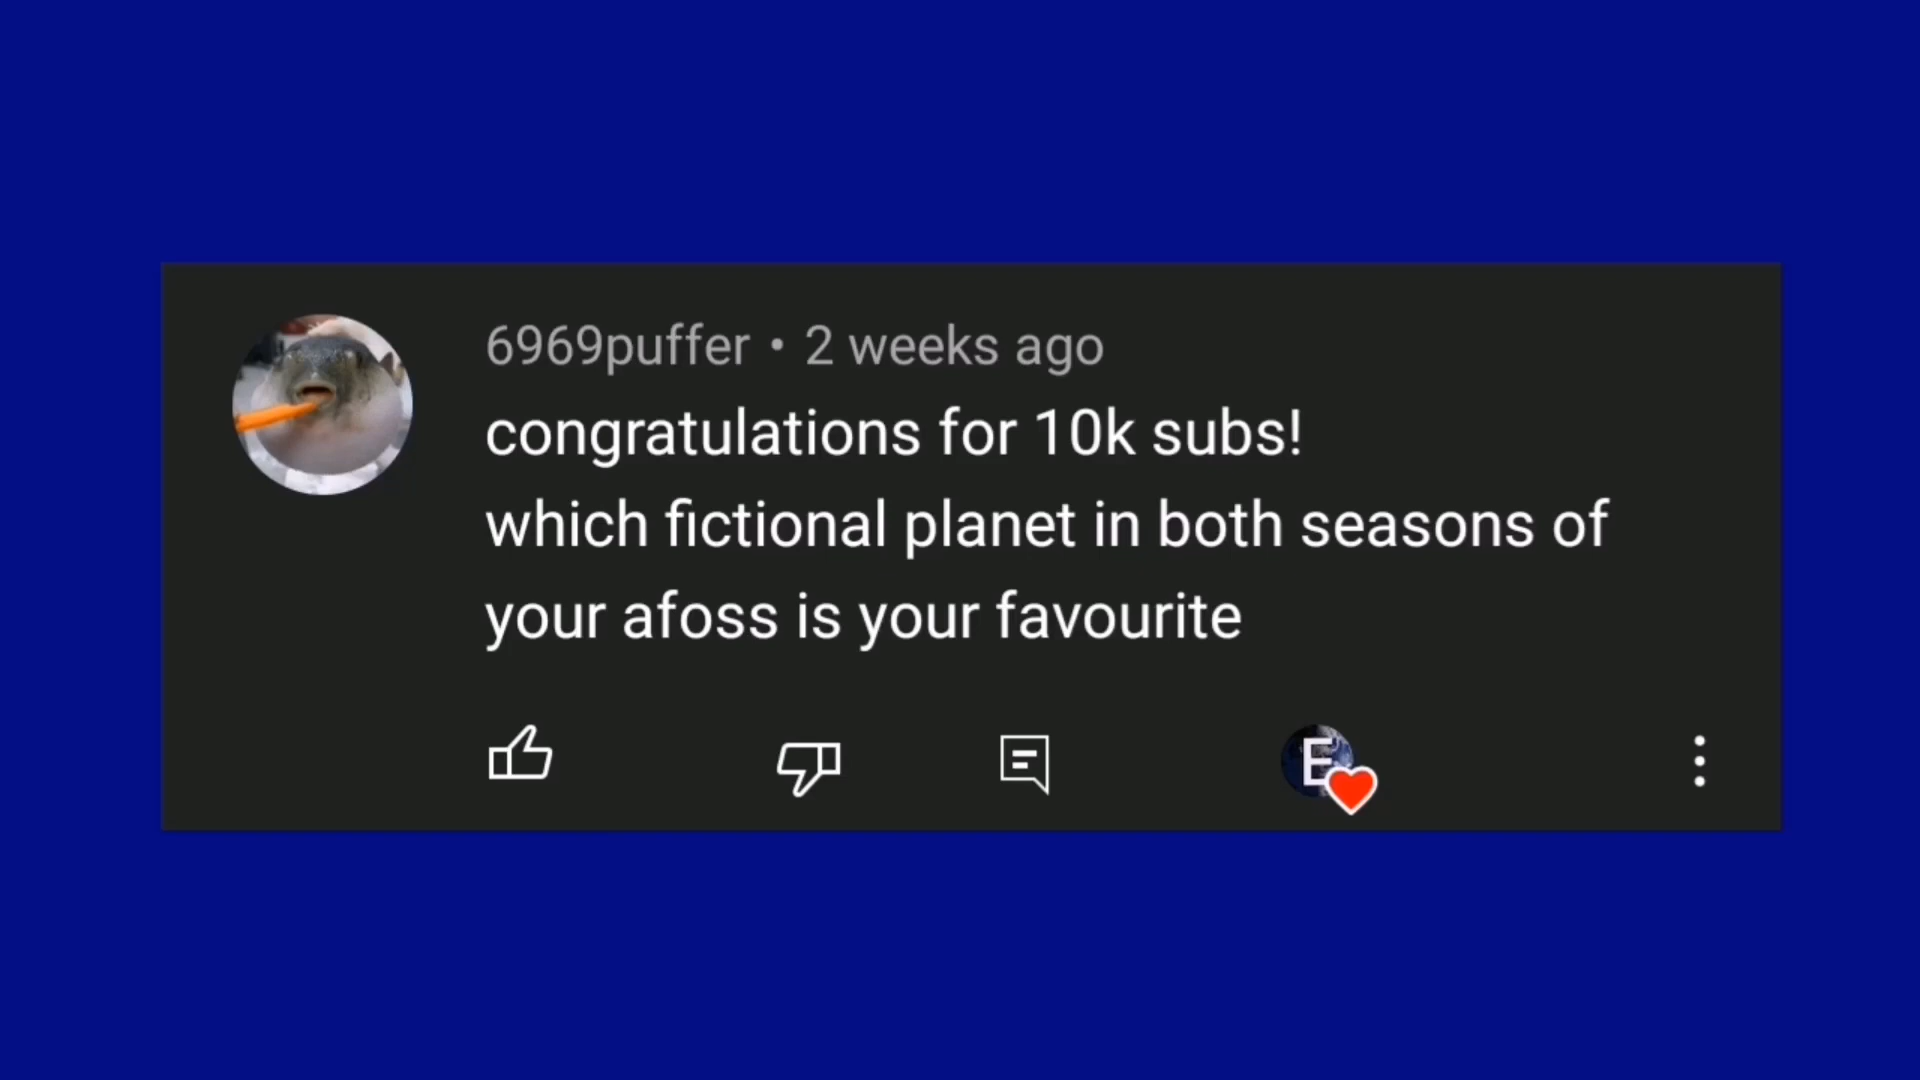 6969puffer • 2 weeks ago
congratulations for 10k subs!
which fictional planet in both seasons of
your afoss is your favourite
E